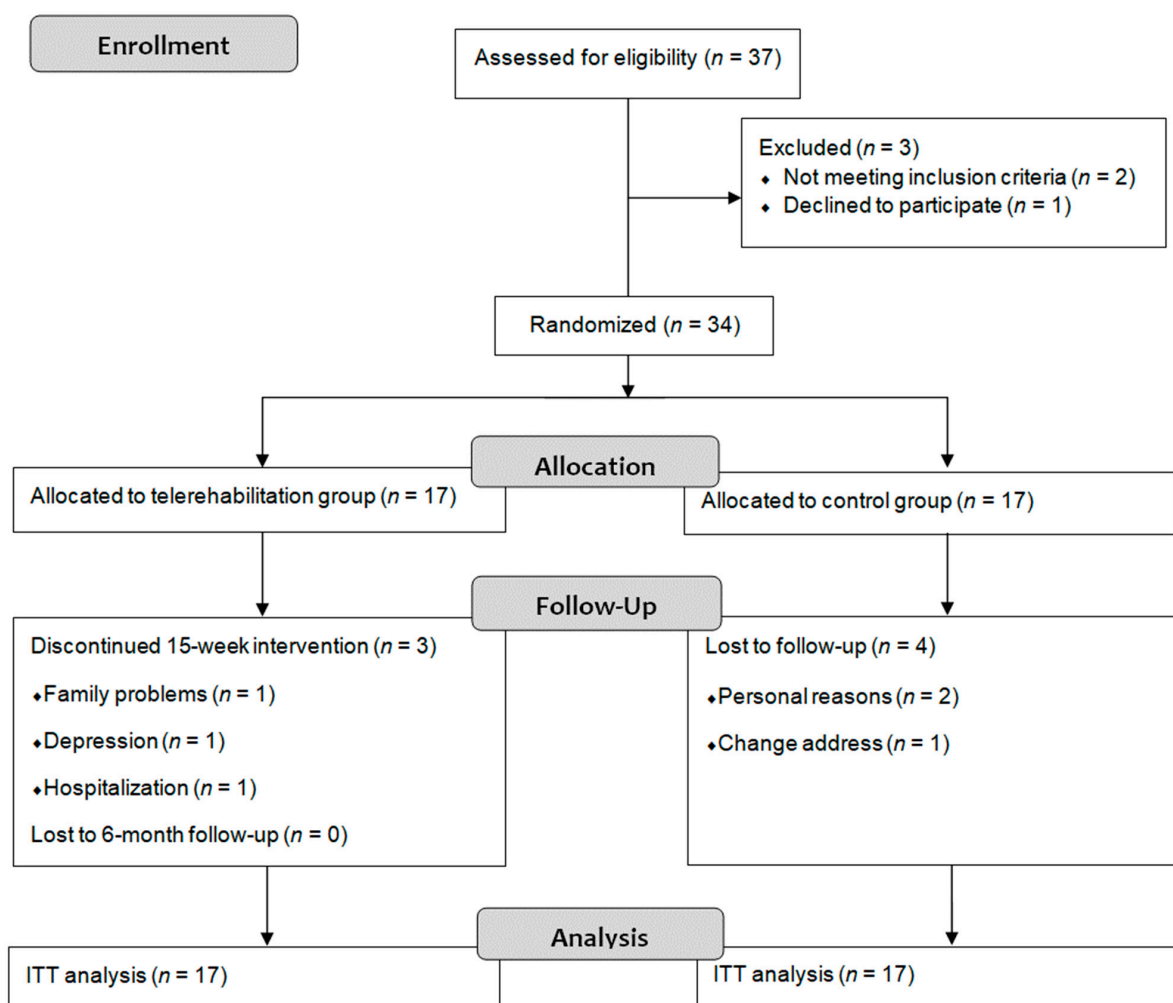 Enrollment
Assessed for eligibility (n = 37)
Excluded (n = 3)
⬥ Not meeting inclusion criteria (n = 2)
⬥ Declined to participate (n = 1)
Randomized (n = 34)
Allocation
Allocated to telerehabilitation group (n = 17)
Allocated to control group (n = 17)
Follow-Up
Discontinued 15-week intervention (n = 3)
⬥Family problems (n = 1)
⬥Depression (n = 1)
⬥Hospitalization (n = 1)
Lost to 6-month follow-up (n = 0)
Lost to follow-up (n = 4)
⬥Personal reasons (n = 2)
⬥Change address (n = 1)
Analysis
ITT analysis (n = 17)
ITT analysis (n = 17)